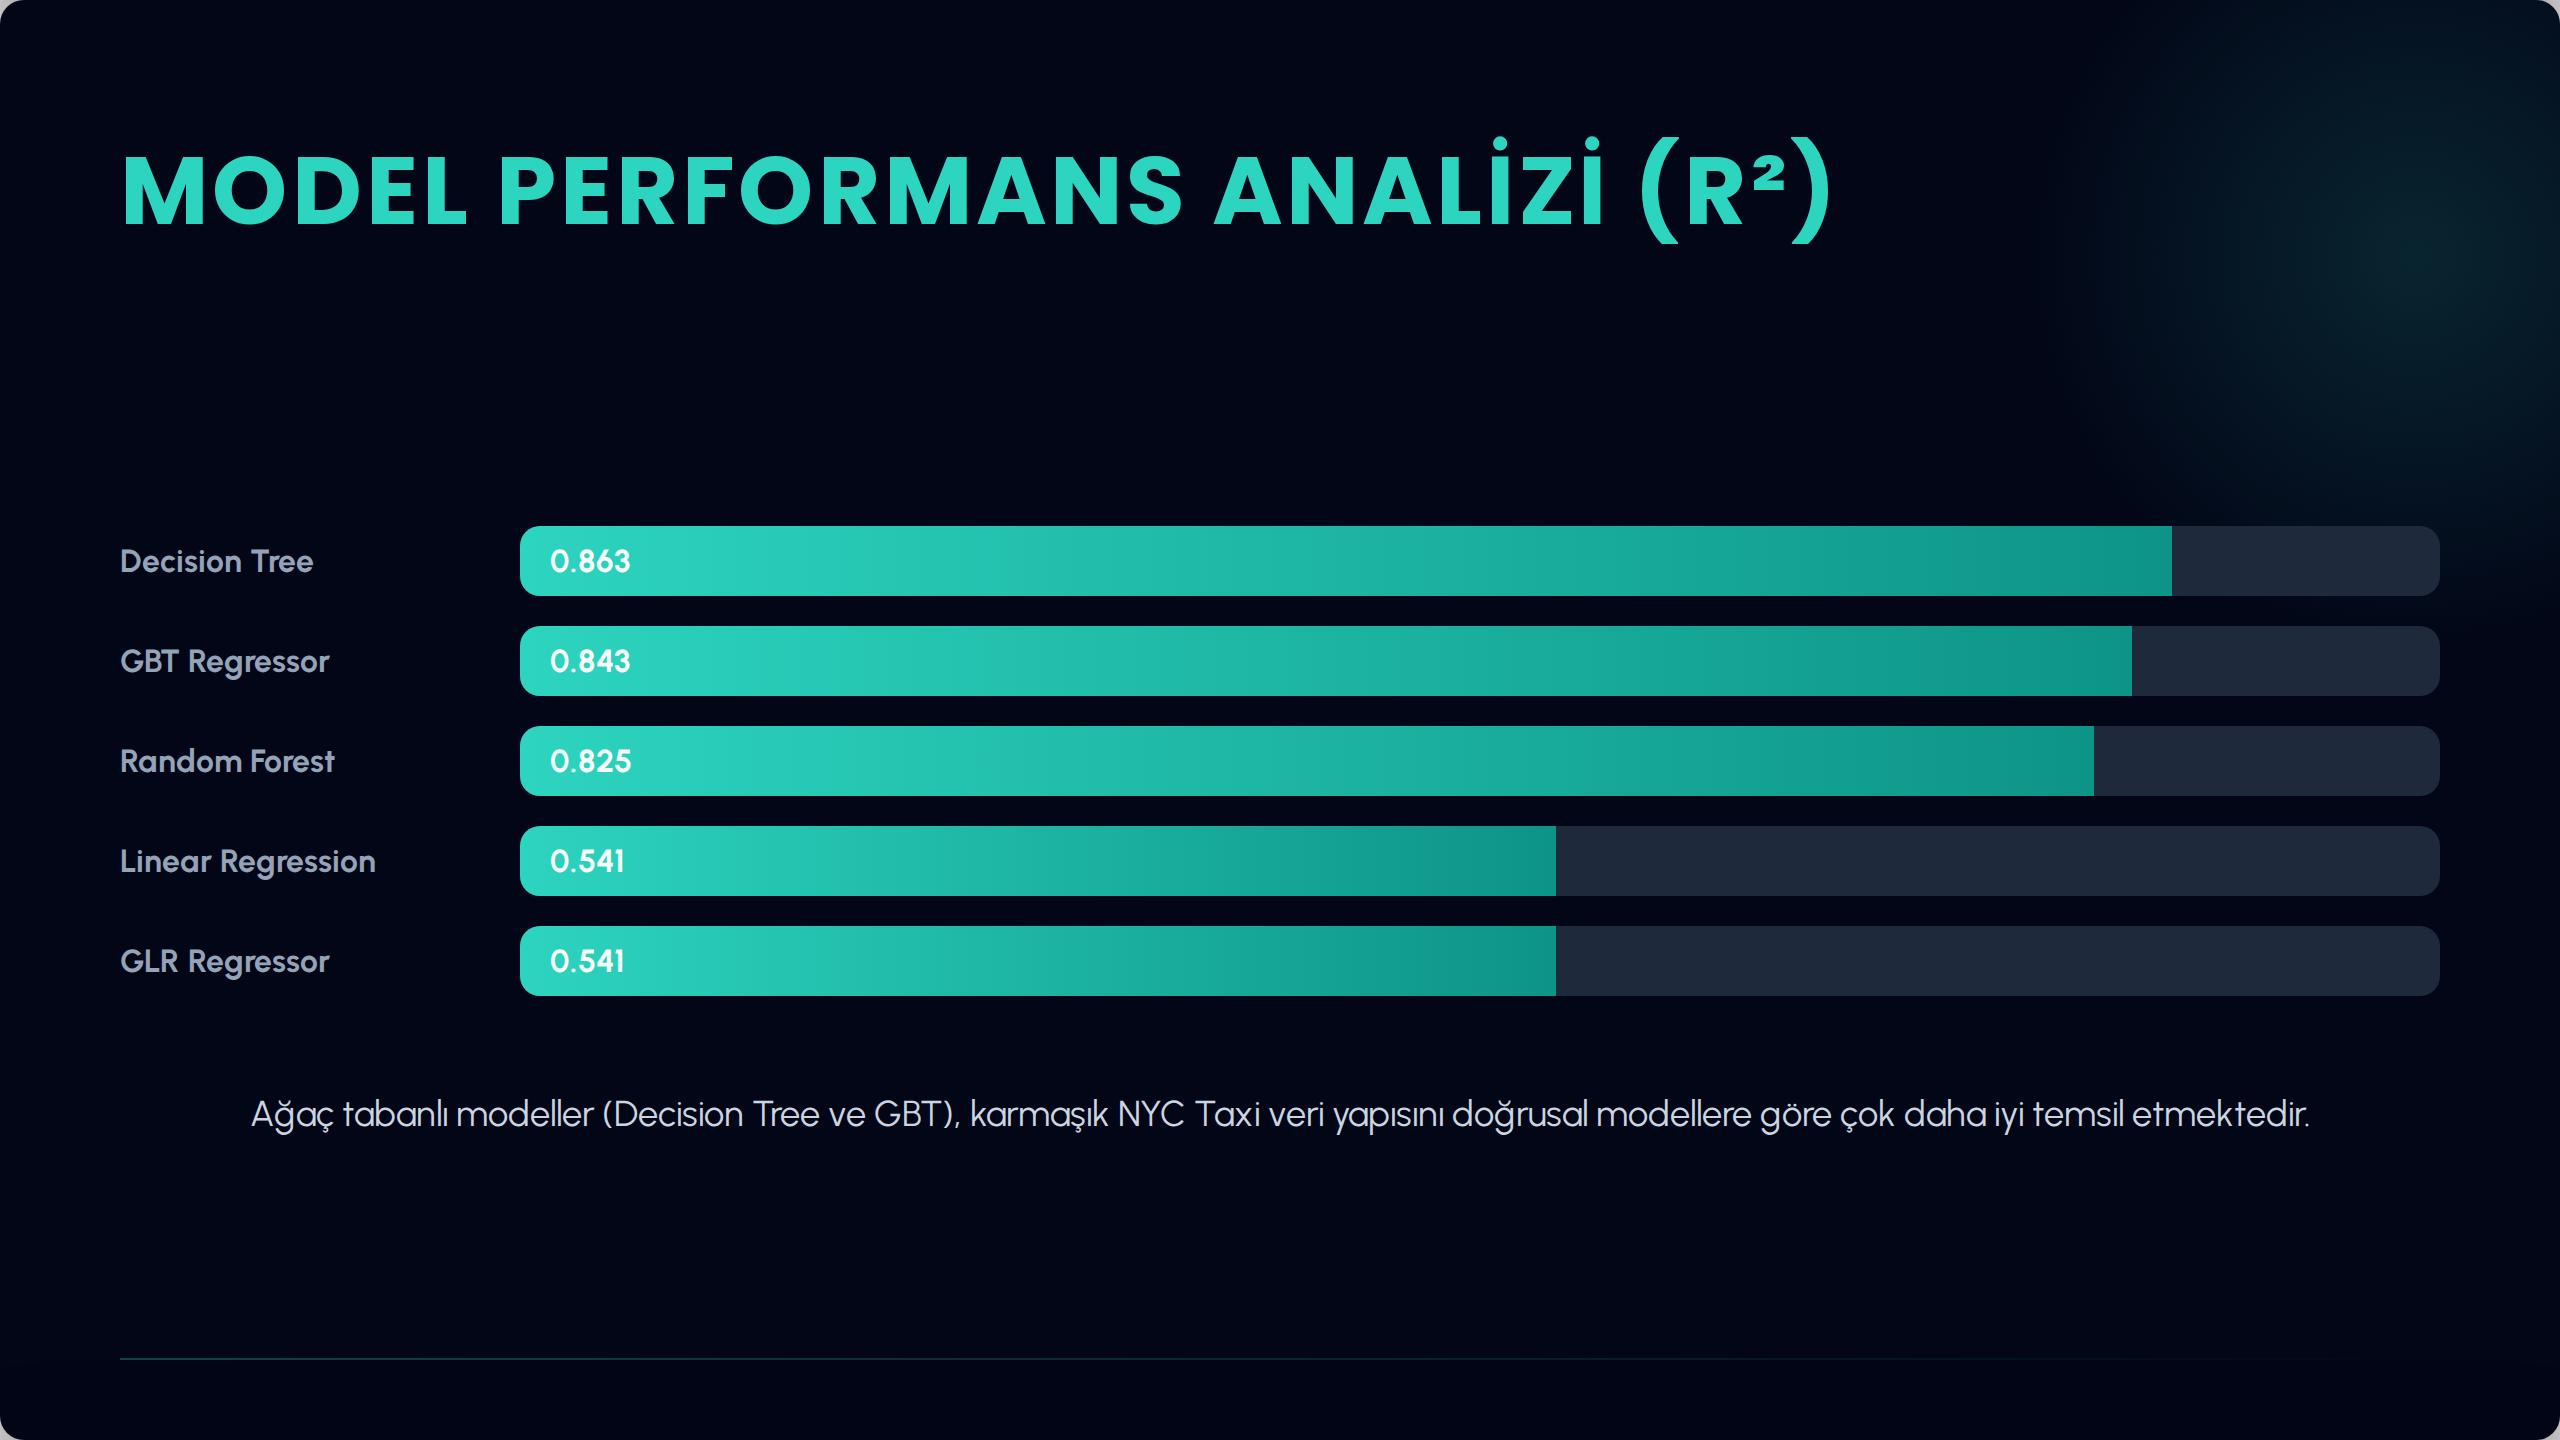 MODEL PERFORMANS ANALİZİ (R²)
Decision Tree 0.863
GBT Regressor 0.843
Random Forest 0.825
Linear Regression 0.541
GLR Regressor 0.541
Ağaç tabanlı modeller (Decision Tree ve GBT), karmaşık NYC Taxi veri yapısını doğrusal modellere göre çok daha iyi temsil etmektedir.